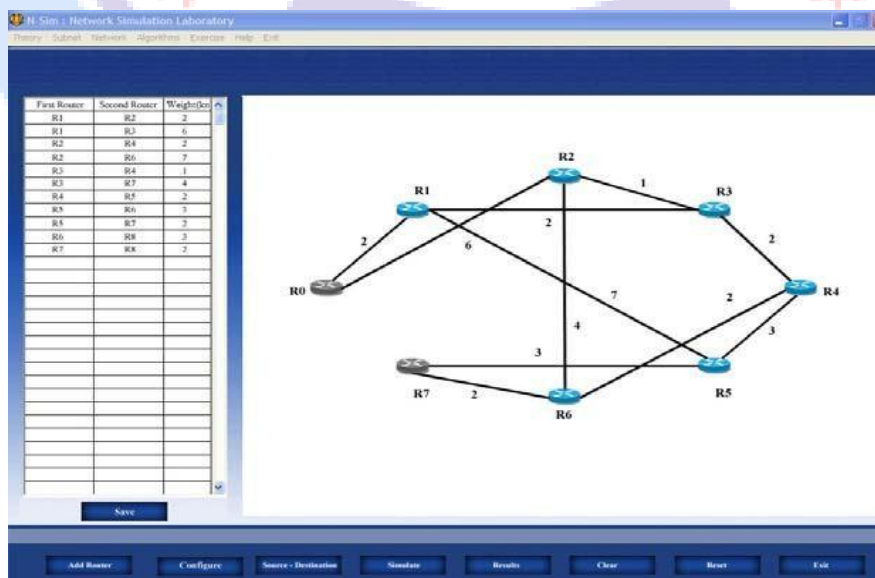 N-Sim : Network Simulation Laboratory
Theory Subnet Network Algorithms Exercise Help Exit
First Router Second Router Weight(km
R1 R2 2
R1 R3 6
R2 R4 2
R2 R6 7
R3 R4 1
R3 R7 4
R4 R5 2
R5 R6 3
R5 R7 2
R6 R8 3
R7 R8 2
Save
R2
R1
1
R3
2
2
6
2
R0
7
2
R4
4
3
3
R7
2
R5
R6
Add Router Configure Source - Destination Simulate Results Clear Reset Exit